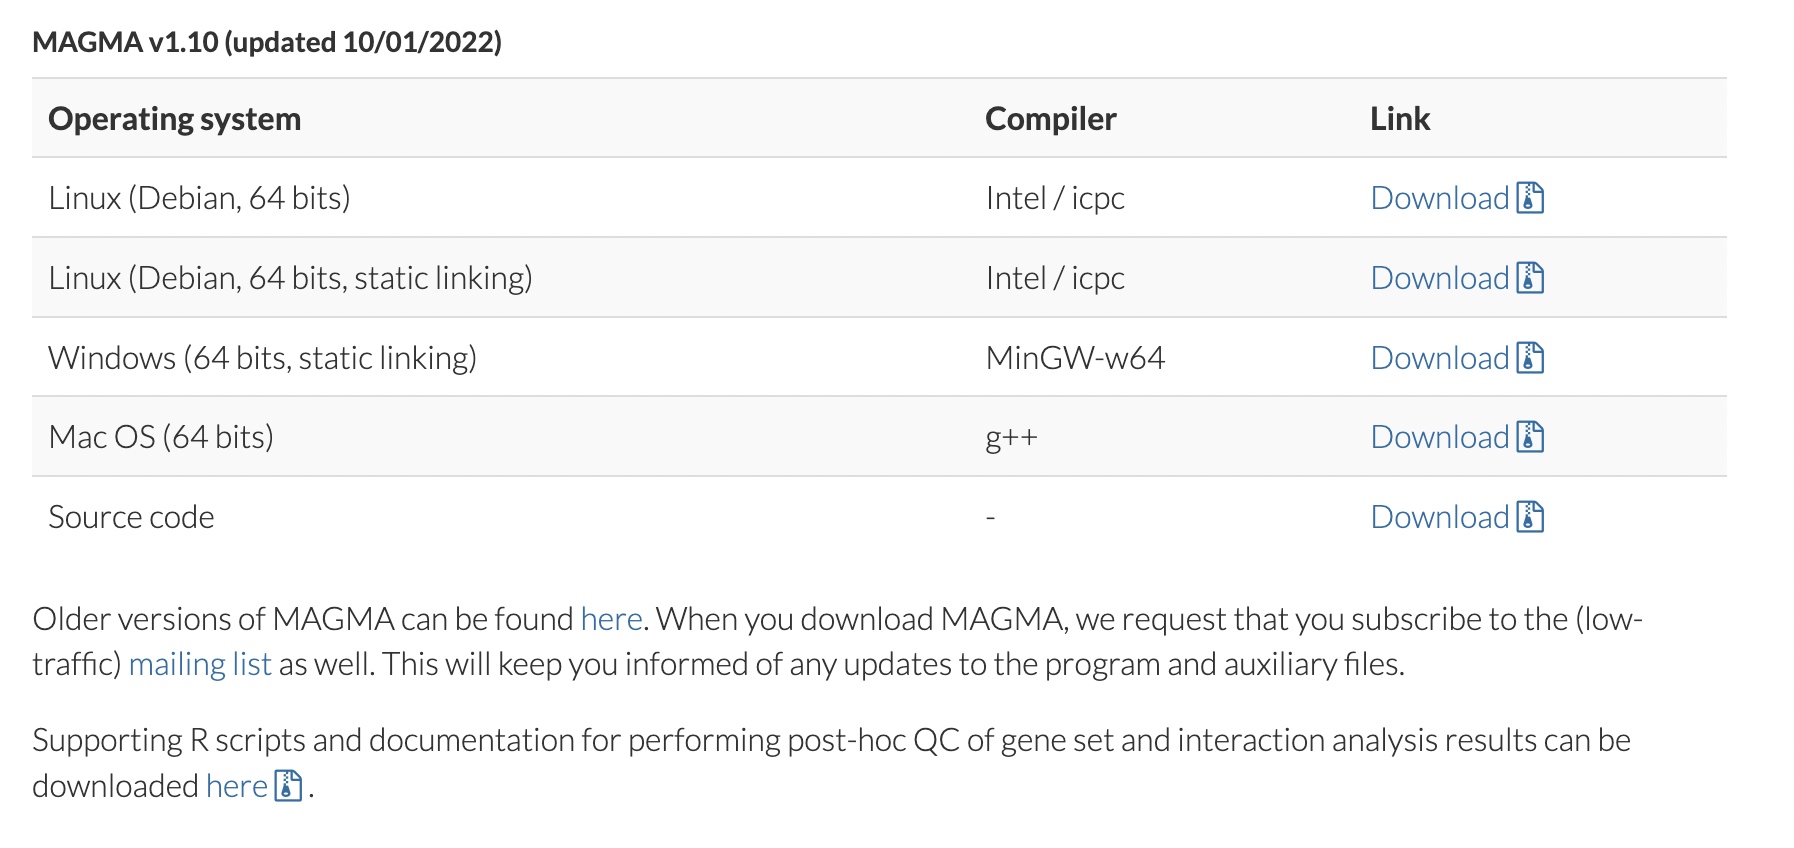 MAGMA v1.10 (updated 10/01/2022)
Operating system Compiler Link
Linux (Debian, 64 bits) Intel / icpc Download
Linux (Debian, 64 bits, static linking) Intel / icpc Download
Windows (64 bits, static linking) MinGW-w64 Download
Mac OS (64 bits) g++ Download
Source code - Download
Older versions of MAGMA can be found here. When you download MAGMA, we request that you subscribe to the (low-
traffic) mailing list as well. This will keep you informed of any updates to the program and auxiliary files.
Supporting R scripts and documentation for performing post-hoc QC of gene set and interaction analysis results can be
downloaded here .